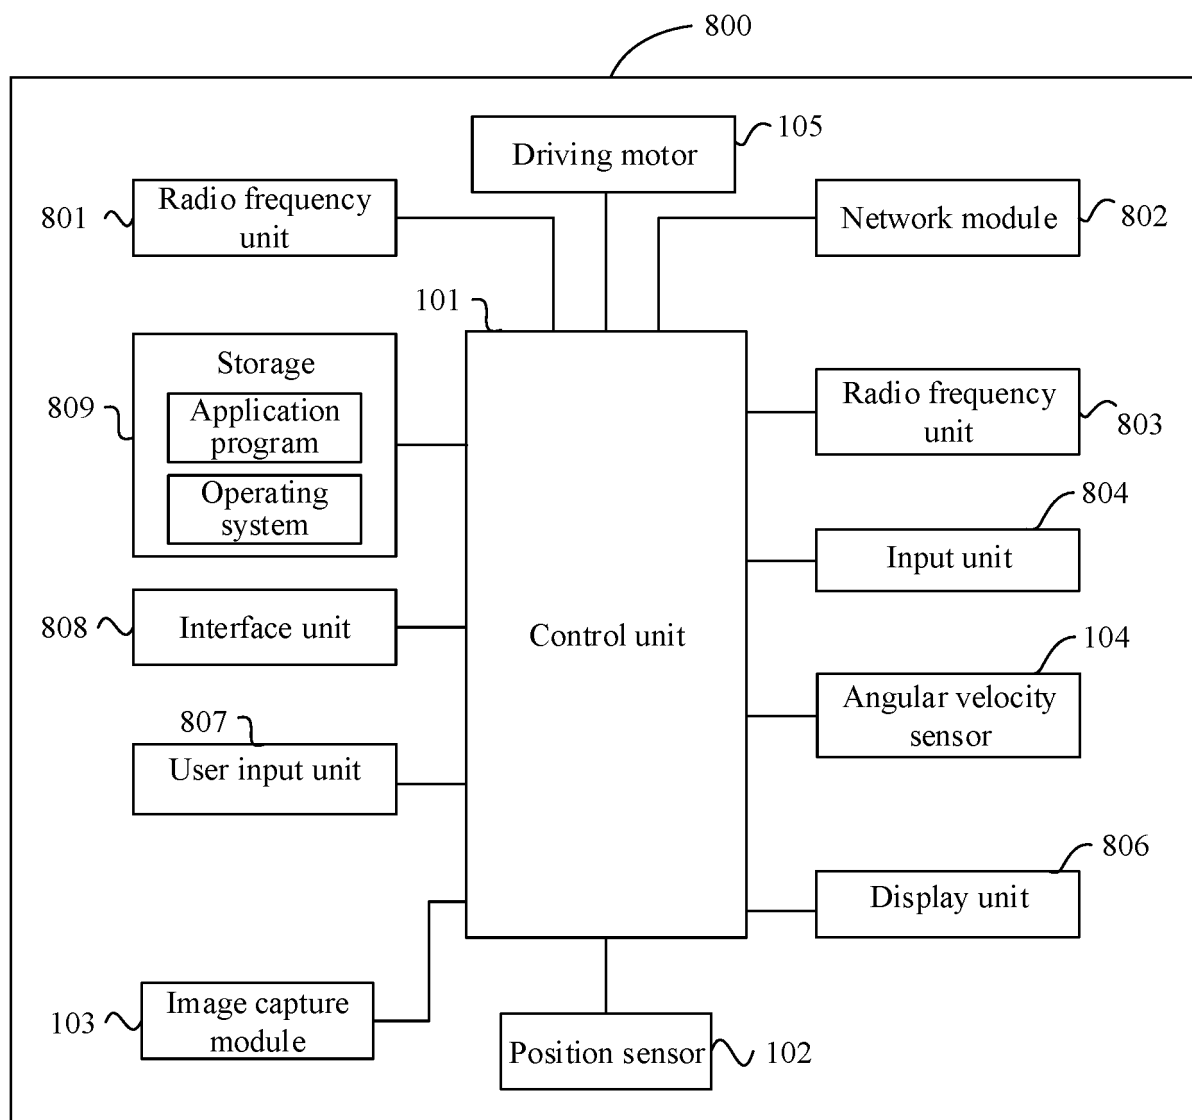 800
Driving motor
105
Radio frequency
unit
801
Network module
802
101
Storage
Application
program
Operating
system
809
Radio frequency
unit
803
804
Input unit
Interface unit
808
Control unit
104
Angular velocity
sensor
807
User input unit
806
Display unit
Image capture
module
103
Position sensor
102